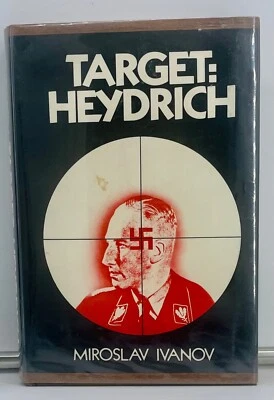 TARGET:
HEYDRICH
MIROSLAV IVANOV